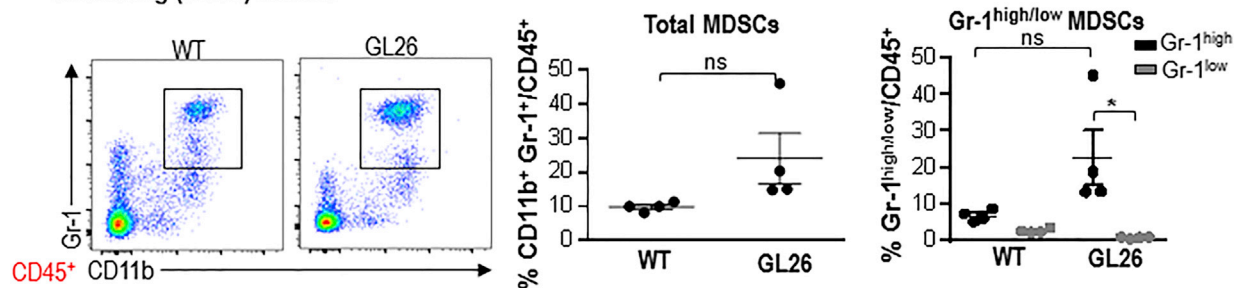 WT
GL26
Gr-1
CD45⁺ CD11b
Total MDSCs
% CD11b⁺ Gr-1⁺/CD45⁺
50
40
30
20
10
0
ns
WT
GL26
Gr-1ʰⁱᵍʰ/ˡᵒʷ MDSCs
% Gr-1ʰⁱᵍʰ/ˡᵒʷ/CD45⁺
50
40
30
20
10
0
ns
*
Gr-1ʰⁱᵍʰ
Gr-1ˡᵒʷ
WT
GL26